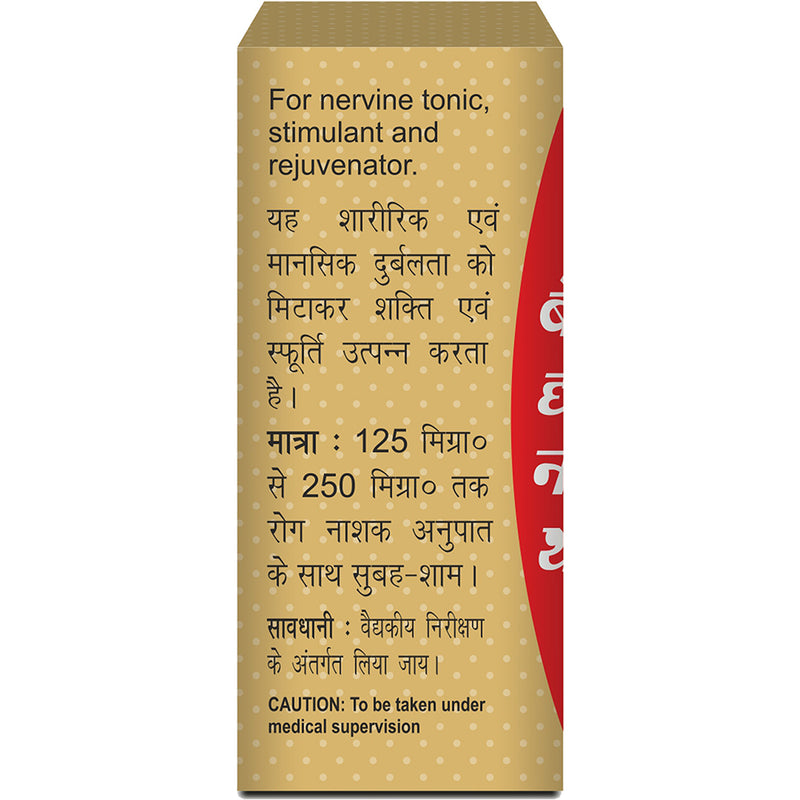 For nervine tonic,
stimulant and
rejuvenator.
यह शारीरिक एवं
मानसिक दुर्बलता को
मिटाकर शक्ति एवं
स्फूर्ति उत्पन्न करता
है।
मात्रा : 125 मिग्रा०
से 250 मिग्रा० तक
रोग नाशक अनुपात
के साथ सुबह-शाम।
सावधानी : वैद्यकीय निरीक्षण
के अंतर्गत लिया जाय।
CAUTION: To be taken under
medical supervision